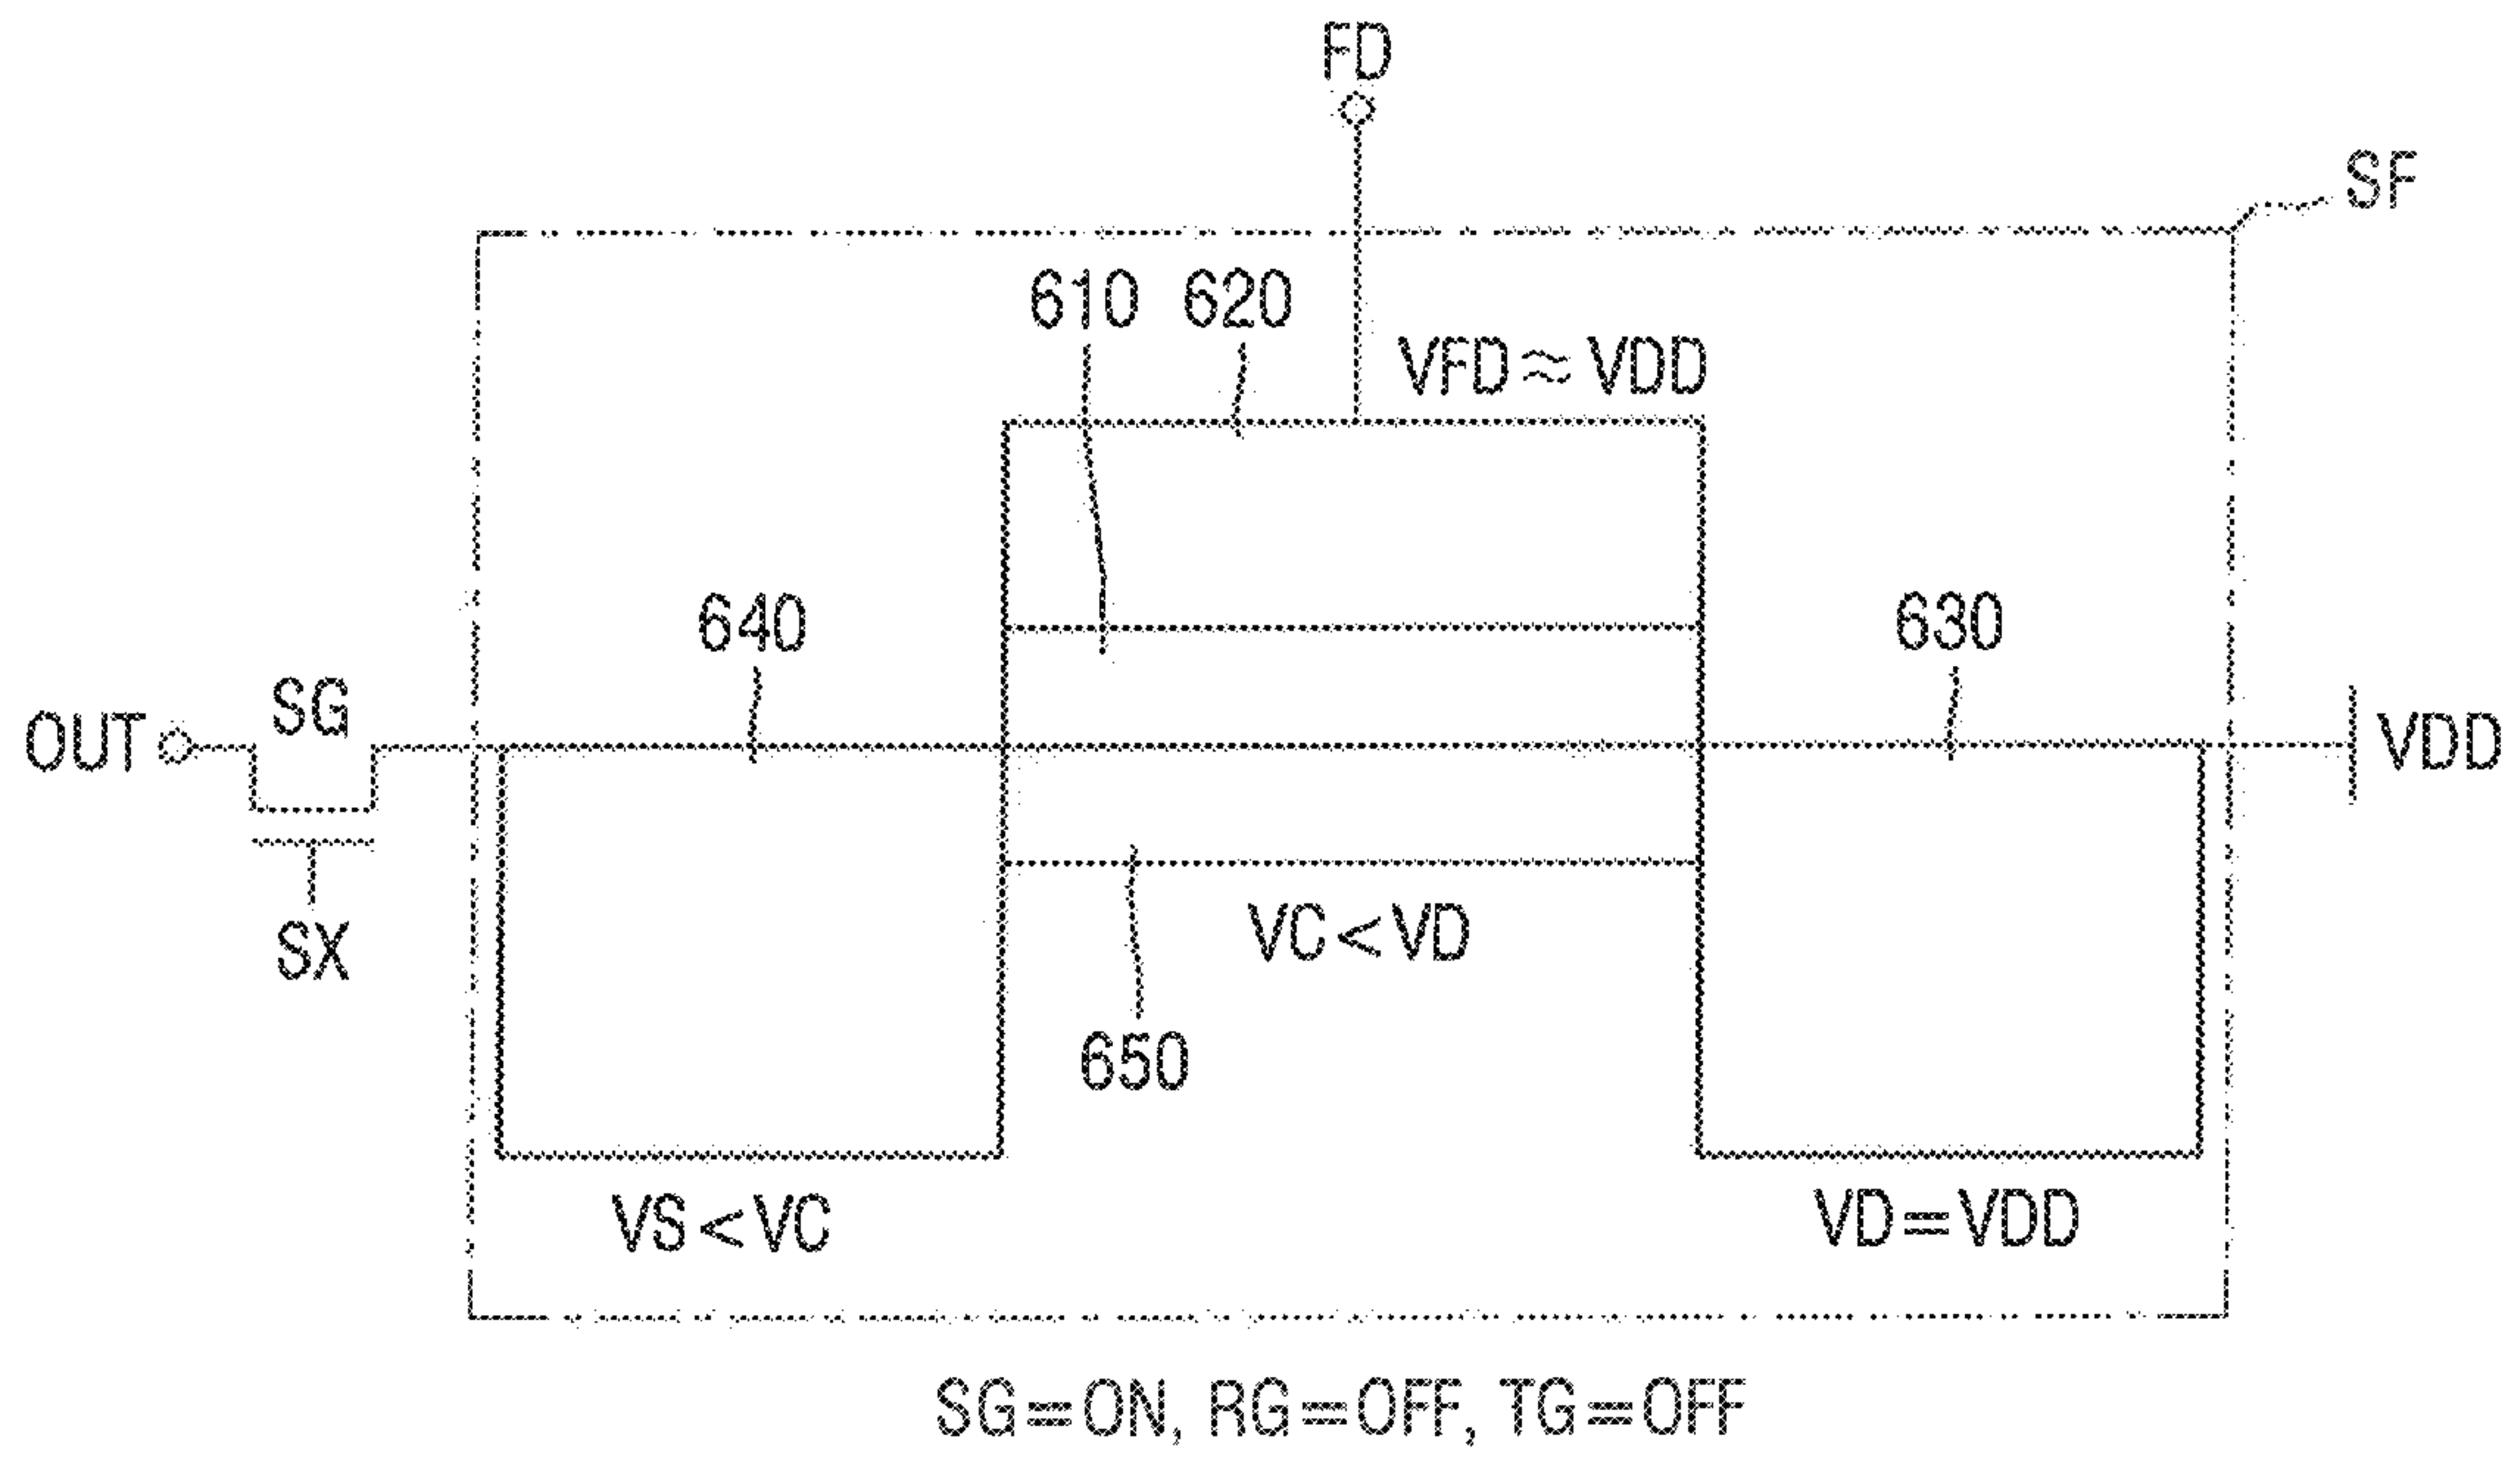 FD
SF
610 620
VFD≈VDD
640
630
SG
OUT
VDD
SX
VC<VD
650
VS<VC
VD=VDD
SG=ON, RG=OFF, TG=OFF